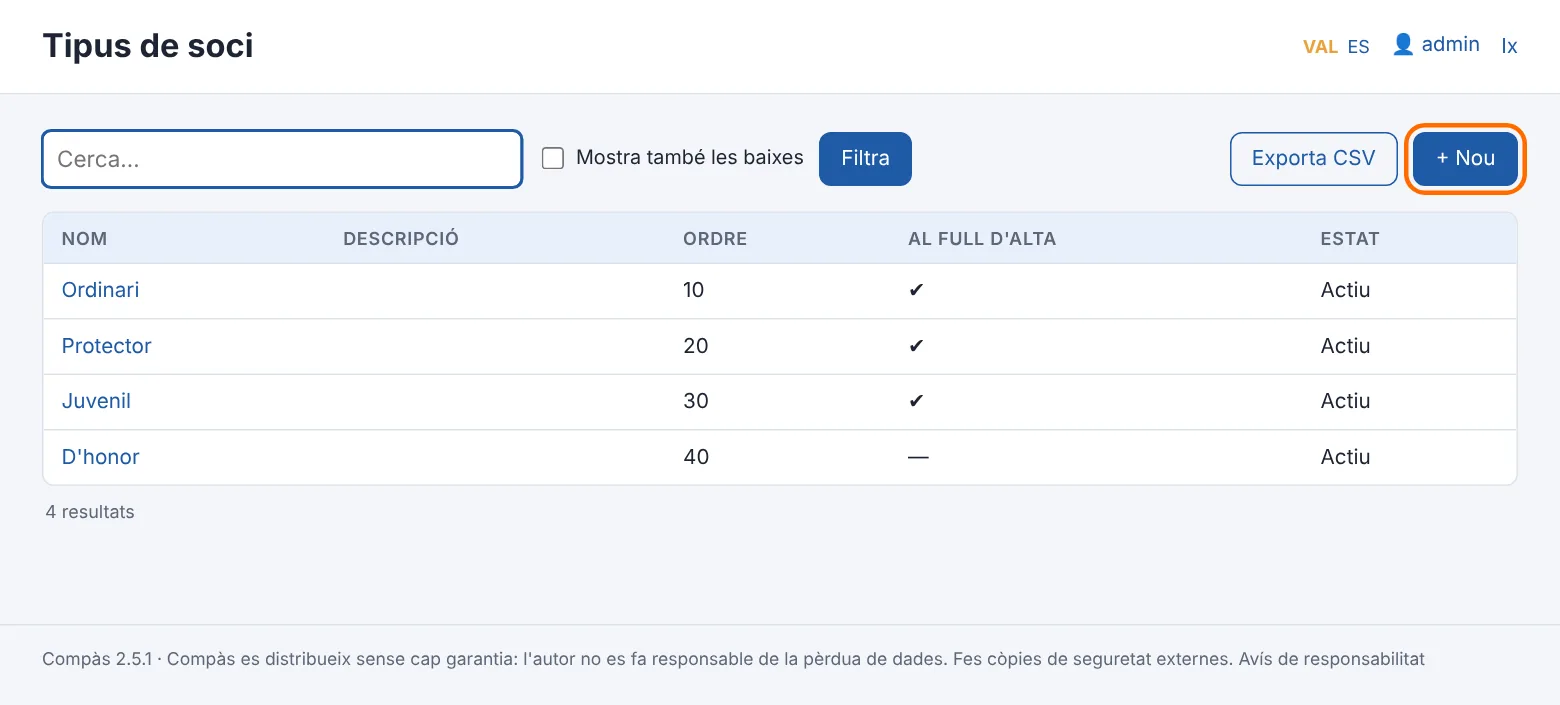 Tipus de soci
VAL ES admin Ix
Cerca... Mostra també les baixes Filtra Exporta CSV + Nou
NOM DESCRIPCIÓ ORDRE AL FULL D'ALTA ESTAT
Ordinari 10 ✔ Actiu
Protector 20 ✔ Actiu
Juvenil 30 ✔ Actiu
D'honor 40 — Actiu
4 resultats
Compàs 2.5.1 · Compàs es distribueix sense cap garantia: l'autor no es fa responsable de la pèrdua de dades. Fes còpies de seguretat externes. Avís de responsabilitat